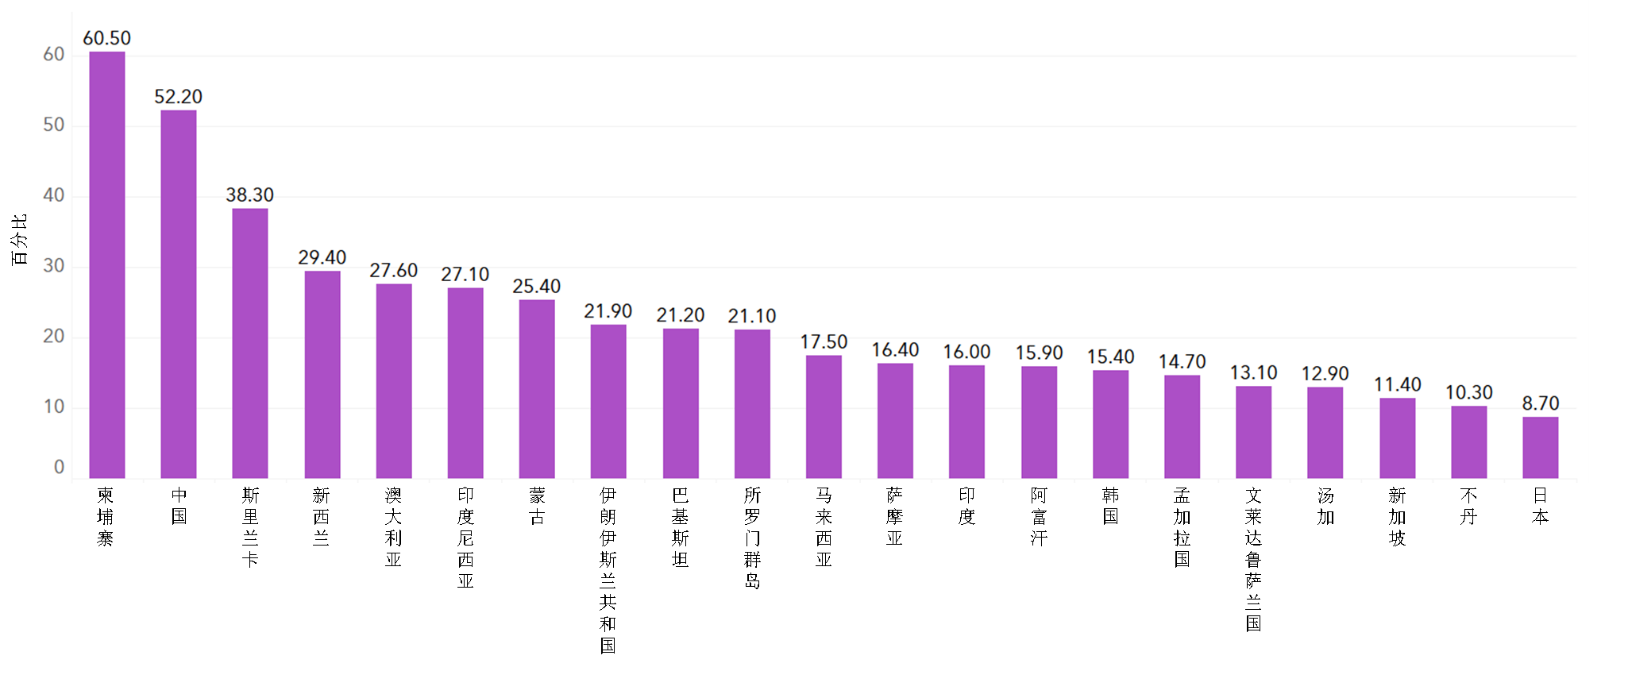 60.50
52.20
38.30
29.40
27.60
27.10
25.40
21.90
21.20
21.10
17.50
16.40
16.00
15.90
15.40
14.70
13.10
12.90
11.40
10.30
8.70
60
50
40
30
20
10
0
百分比
柬埔寨
中国
斯里兰卡
新西兰
澳大利亚
印度尼西亚
蒙古
伊朗伊斯兰共和国
巴基斯坦
所罗门群岛
马来西亚
萨摩亚
印度
阿富汗
韩国
孟加拉国
文莱达鲁萨兰国
汤加
新加坡
不丹
日本